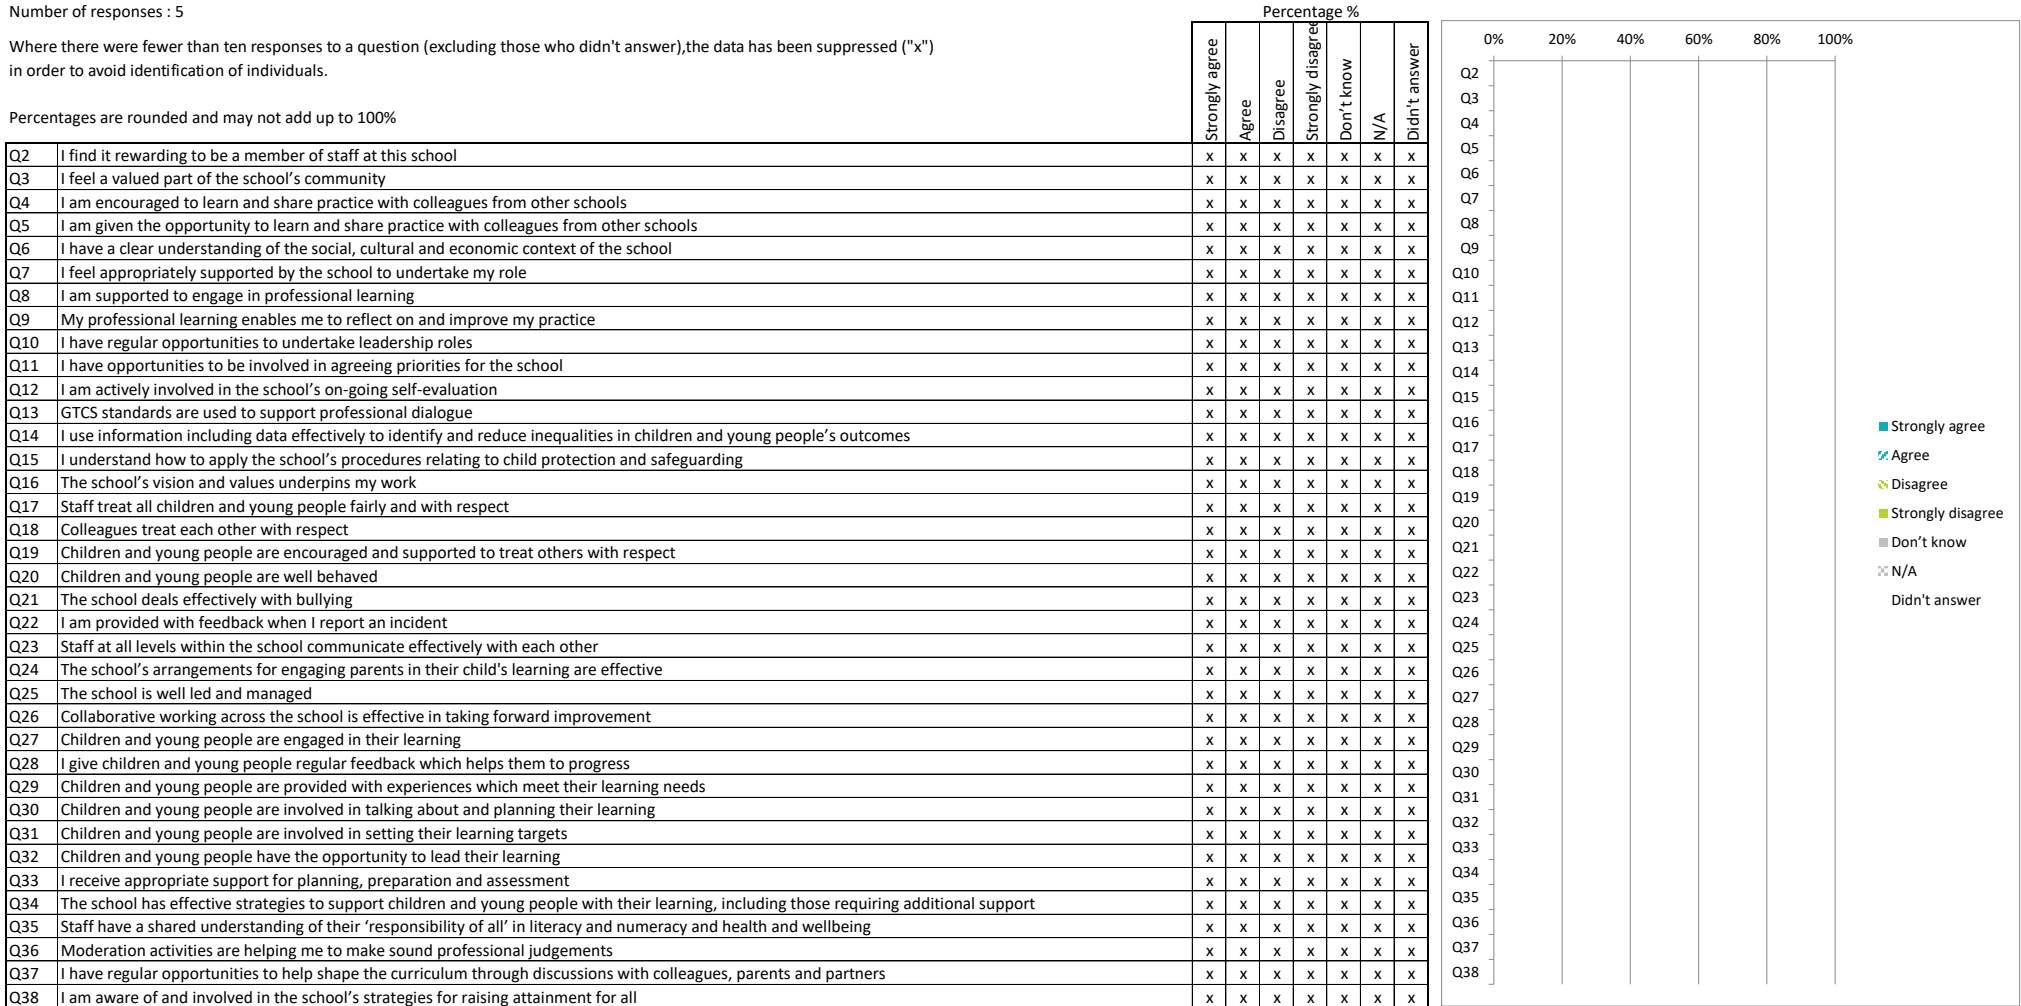 Number of responses : 5
Percentage %
Where there were fewer than ten responses to a question (excluding those who didn't answer),the data has been suppressed ("x")
in order to avoid identification of individuals.
Percentages are rounded and may not add up to 100%
Strongly agree
Agree
Disagree
Strongly disagree
Don't know
N/A
Didn't answer
Q2 I find it rewarding to be a member of staff at this school x x x x x x x
Q3 I feel a valued part of the school’s community x x x x x x x
Q4 I am encouraged to learn and share practice with colleagues from other schools x x x x x x x
Q5 I am given the opportunity to learn and share practice with colleagues from other schools x x x x x x x
Q6 I have a clear understanding of the social, cultural and economic context of the school x x x x x x x
Q7 I feel appropriately supported by the school to undertake my role x x x x x x x
Q8 I am supported to engage in professional learning x x x x x x x
Q9 My professional learning enables me to reflect on and improve my practice x x x x x x x
Q10 I have regular opportunities to undertake leadership roles x x x x x x x
Q11 I have opportunities to be involved in agreeing priorities for the school x x x x x x x
Q12 I am actively involved in the school’s on-going self-evaluation x x x x x x x
Q13 GTCS standards are used to support professional dialogue x x x x x x x
Q14 I use information including data effectively to identify and reduce inequalities in children and young people’s outcomes x x x x x x x
Q15 I understand how to apply the school’s procedures relating to child protection and safeguarding x x x x x x x
Q16 The school’s vision and values underpins my work x x x x x x x
Q17 Staff treat all children and young people fairly and with respect x x x x x x x
Q18 Colleagues treat each other with respect x x x x x x x
Q19 Children and young people are encouraged and supported to treat others with respect x x x x x x x
Q20 Children and young people are well behaved x x x x x x x
Q21 The school deals effectively with bullying x x x x x x x
Q22 I am provided with feedback when I report an incident x x x x x x x
Q23 Staff at all levels within the school communicate effectively with each other x x x x x x x
Q24 The school’s arrangements for engaging parents in their child's learning are effective x x x x x x x
Q25 The school is well led and managed x x x x x x x
Q26 Collaborative working across the school is effective in taking forward improvement x x x x x x x
Q27 Children and young people are engaged in their learning x x x x x x x
Q28 I give children and young people regular feedback which helps them to progress x x x x x x x
Q29 Children and young people are provided with experiences which meet their learning needs x x x x x x x
Q30 Children and young people are involved in talking about and planning their learning x x x x x x x
Q31 Children and young people are involved in setting their learning targets x x x x x x x
Q32 Children and young people have the opportunity to lead their learning x x x x x x x
Q33 I receive appropriate support for planning, preparation and assessment x x x x x x x
Q34 The school has effective strategies to support children and young people with their learning, including those requiring additional support x x x x x x x
Q35 Staff have a shared understanding of their ‘responsibility of all’ in literacy and numeracy and health and wellbeing x x x x x x x
Q36 Moderation activities are helping me to make sound professional judgements x x x x x x x
Q37 I have regular opportunities to help shape the curriculum through discussions with colleagues, parents and partners x x x x x x x
Q38 I am aware of and involved in the school’s strategies for raising attainment for all x x x x x x x
0% 20% 40% 60% 80% 100%
Q2
Q3
Q4
Q5
Q6
Q7
Q8
Q9
Q10
Q11
Q12
Q13
Q14
Q15
Q16
Q17
Q18
Q19
Q20
Q21
Q22
Q23
Q24
Q25
Q26
Q27
Q28
Q29
Q30
Q31
Q32
Q33
Q34
Q35
Q36
Q37
Q38
Strongly agree
Agree
Disagree
Strongly disagree
Don’t know
N/A
Didn't answer